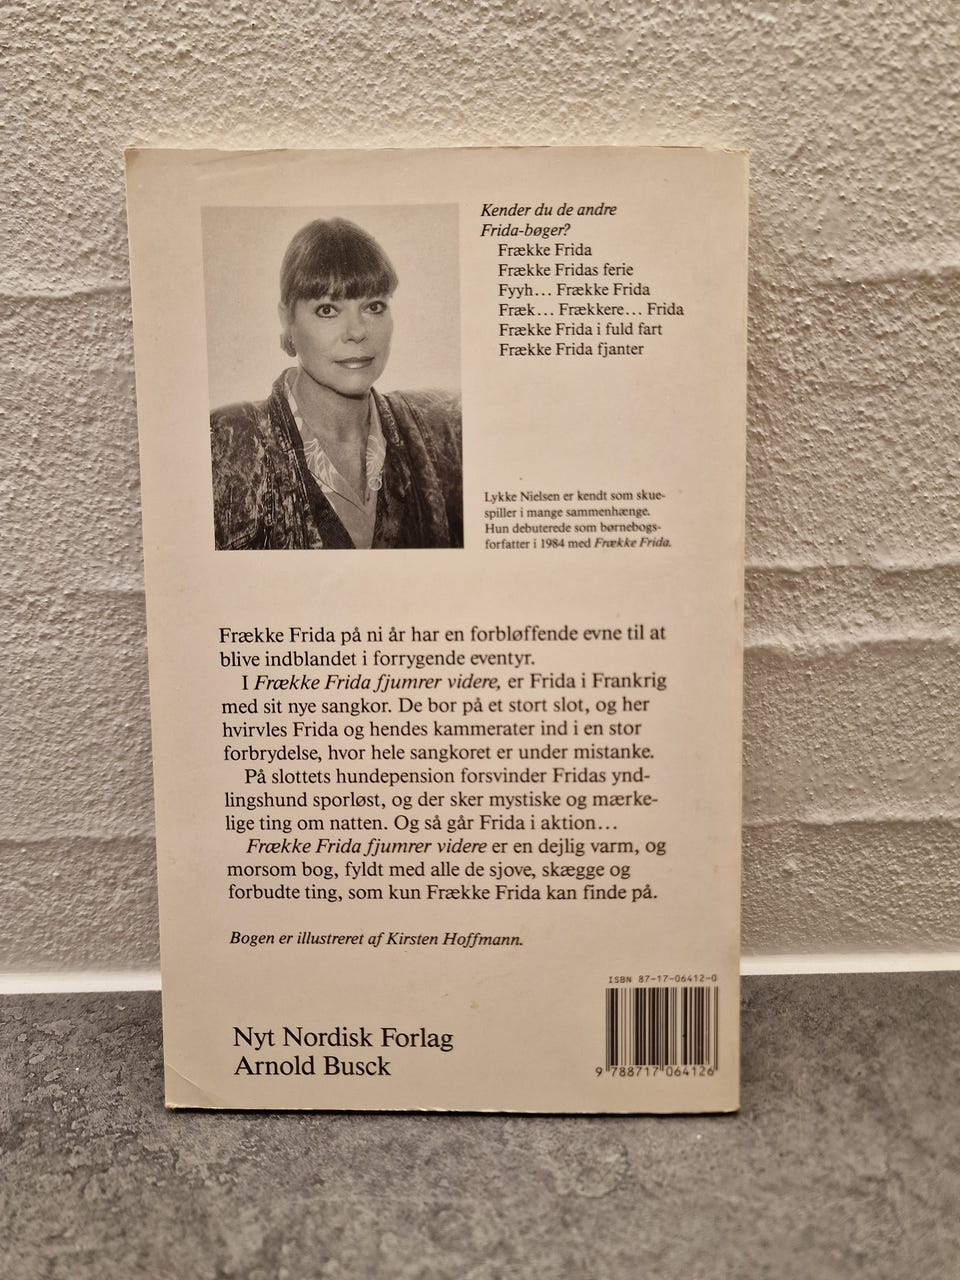 Kender du de andre
Frida-bøger?
Frække Frida
Frække Fridas ferie
Fyyh... Frække Frida
Fræk... Frækkere... Frida
Frække Frida i fuld fart
Frække Frida fjanter
Lykke Nielsen er kendt som skue-
spiller i mange sammenhænge.
Hun debuterede som børnebogs-
forfatter i 1984 med Frække Frida.
Frække Frida på ni år har en forbløffende evne til at
blive indblandet i forrygende eventyr.
I Frække Frida fjumrer videre, er Frida i Frankrig
med sit nye sangkor. De bor på et stort slot, og her
hvirvles Frida og hendes kammerater ind i en stor
forbrydelse, hvor hele sangkoret er under mistanke.
På slottets hundepension forsvinder Fridas ynd-
lingshund sporløst, og der sker mystiske og mærke-
lige ting om natten. Og så går Frida i aktion...
Frække Frida fjumrer videre er en dejlig varm, og
morsom bog, fyldt med alle de sjove, skægge og
forbudte ting, som kun Frække Frida kan finde på.
Bogen er illustreret af Kirsten Hoffmann.
ISBN 87-17-06412-0
Nyt Nordisk Forlag
Arnold Busck
9 788717 064126